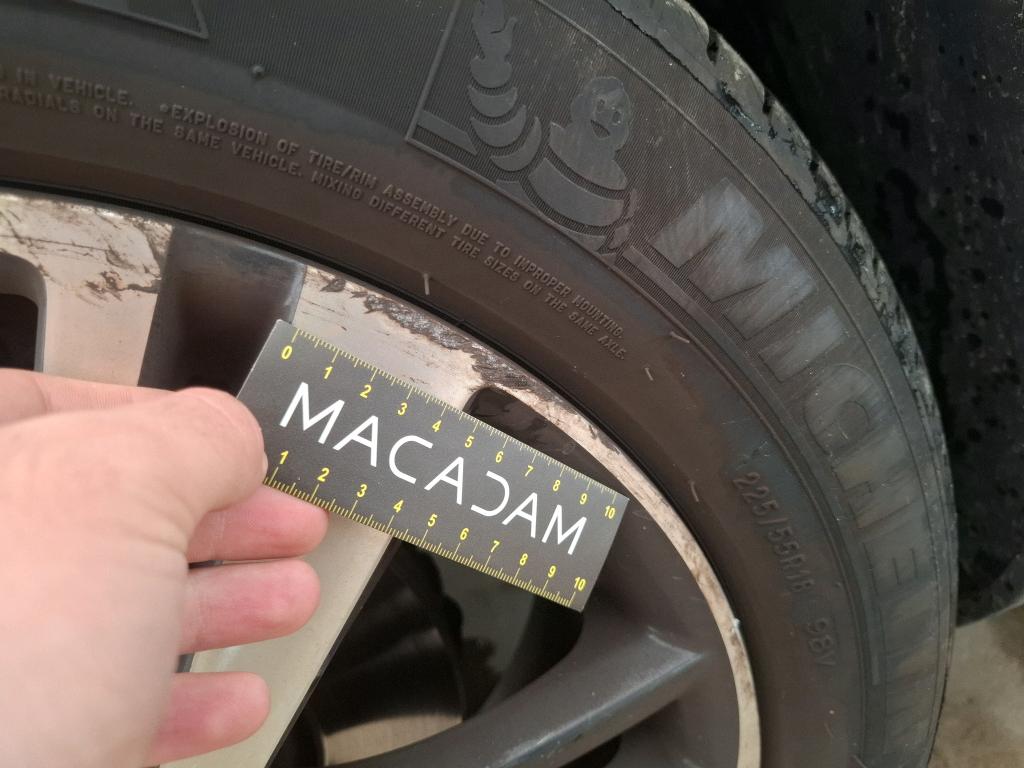 IN VEHICLE. •EXPLOSION OF TIRE/RIM ASSEMBLY DUE TO IMPROPER MOUNTING.
RADIALS ON THE SAME VEHICLE. MIXING DIFFERENT TIRE SIZES ON THE SAME AXLE.
MICHELIN
225/55R18 98V
0 1 2 3 4 5 6 7 8 9 10
MACADAM
1 2 3 4 5 6 7 8 9 10